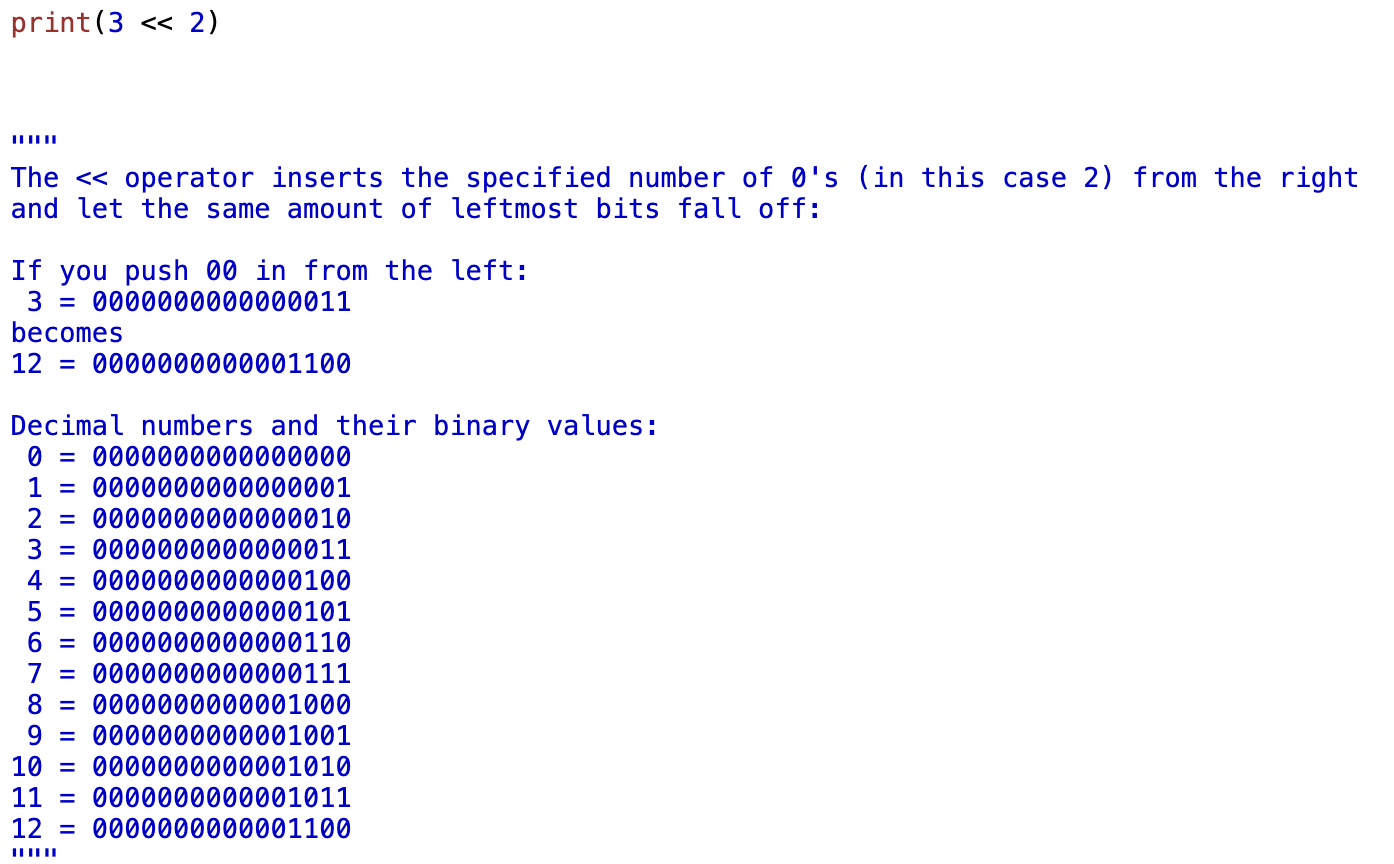 print(3 << 2)
"""
The << operator inserts the specified number of 0's (in this case 2) from the right
and let the same amount of leftmost bits fall off:
If you push 00 in from the left:
 3 = 0000000000000011
becomes
12 = 0000000000001100
Decimal numbers and their binary values:
 0 = 0000000000000000
 1 = 0000000000000001
 2 = 0000000000000010
 3 = 0000000000000011
 4 = 0000000000000100
 5 = 0000000000000101
 6 = 0000000000000110
 7 = 0000000000000111
 8 = 0000000000001000
 9 = 0000000000001001
10 = 0000000000001010
11 = 0000000000001011
12 = 0000000000001100
"""